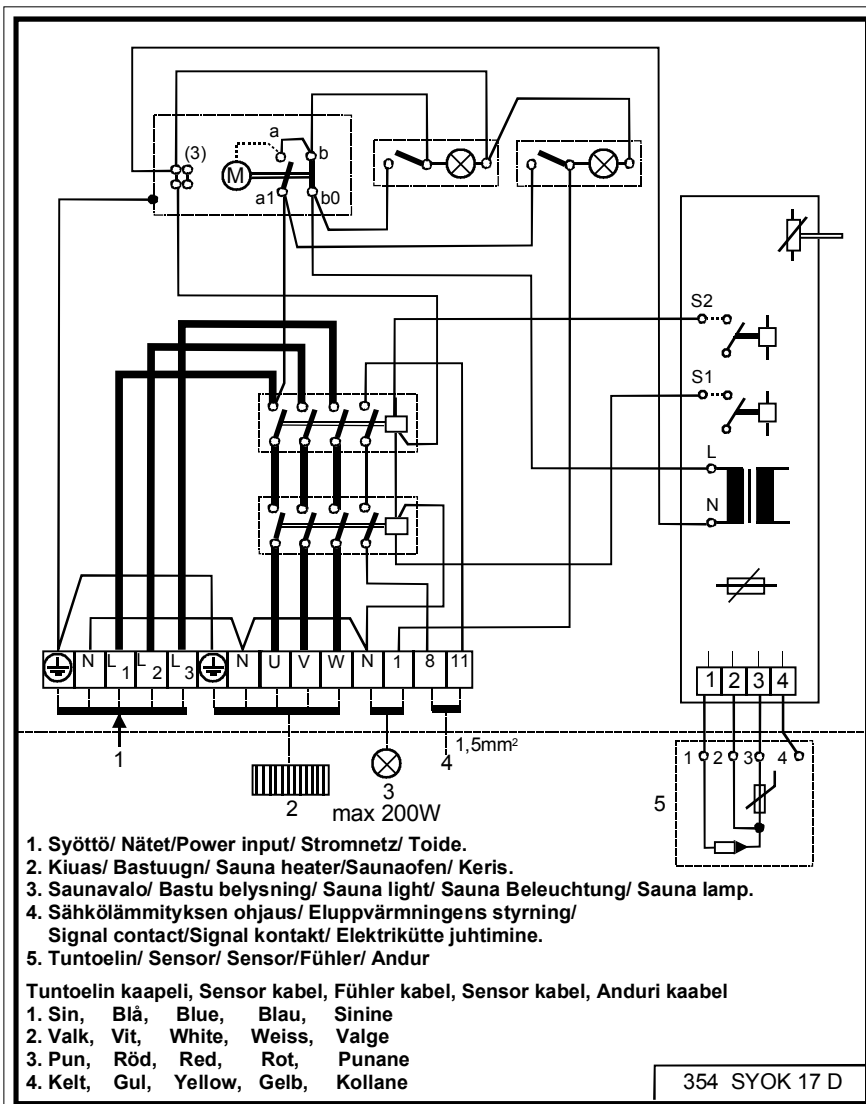 a
b
(3)
M
a1
b0
S2
S1
L
N
N L1 L2 L3 N U V W N 1 8 11
1 2 3 4
1,5mm²
1
4
3
2
max 200W
1 2 3 4
5
1. Syöttö/ Nätet/Power input/ Stromnetz/ Toide.
2. Kiuas/ Bastuugn/ Sauna heater/Saunaofen/ Keris.
3. Saunavalo/ Bastu belysning/ Sauna light/ Sauna Beleuchtung/ Sauna lamp.
4. Sähkölämmityksen ohjaus/ Eluppvärmningens styrning/
Signal contact/Signal kontakt/ Elektrikütte juhtimine.
5. Tuntoelin/ Sensor/ Sensor/Fühler/ Andur
Tuntoelin kaapeli, Sensor kabel, Fühler kabel, Sensor kabel, Anduri kaabel
1. Sin, Blå, Blue, Blau, Sinine
2. Valk, Vit, White, Weiss, Valge
3. Pun, Röd, Red, Rot, Punane
4. Kelt, Gul, Yellow, Gelb, Kollane
354 SYOK 17 D